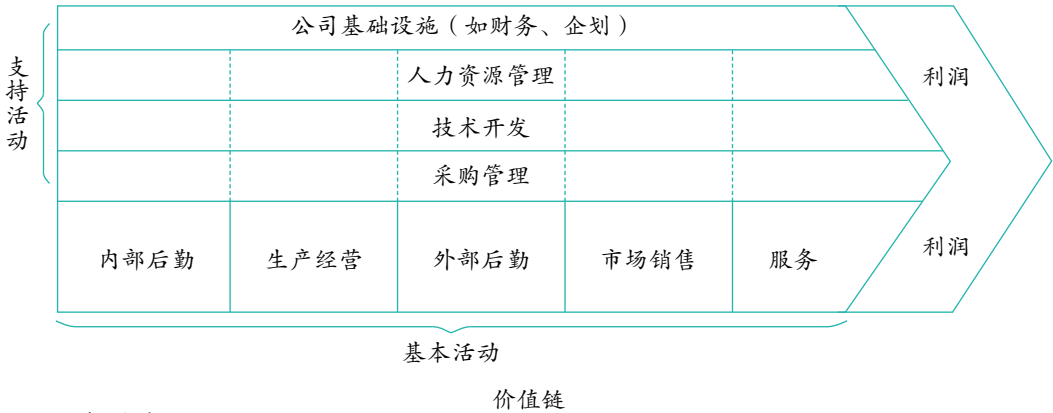 公司基础设施（如财务、企划）
支持活动
人力资源管理
利润
技术开发
采购管理
内部后勤
生产经营
外部后勤
市场销售
服务
利润
基本活动
价值链